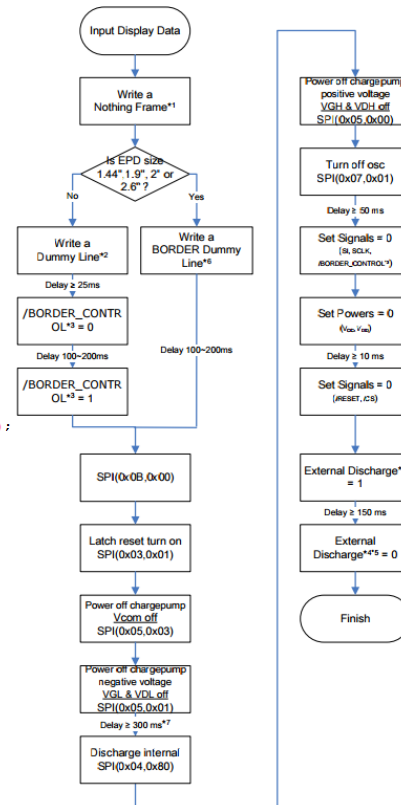 Input Display Data
Write a
Nothing Frame*1
Is EPD size
1.44",1.9", 2" or
2.6" ?
No
Yes
Write a
Dummy Line*2
Write a
BORDER Dummy
Line*6
Delay ≥ 25ms
/BORDER_CONTR
OL*3 = 0
Delay 100~200ms
Delay 100~200ms
/BORDER_CONTR
OL*3 = 1
;
SPI(0x0B,0x00)
Latch reset turn on
SPI(0x03,0x01)
Power off chargepump
Vcom off
SPI(0x05,0x03)
Power off chargepump
negative voltage
VGL & VDL off
SPI(0x05,0x01)
Delay ≥ 300 ms*7
Discharge internal
SPI(0x04,0x80)
Power off chargepump
positive voltage
VGH & VDH off
SPI(0x05,0x00)
Turn off osc
SPI(0x07,0x01)
Delay ≥ 50 ms
Set Signals = 0
(SI, SCLK,
/BORDER_CONTROL*)
Set Powers = 0
Delay ≥ 10 ms
Set Signals = 0
(/RESET, /CS)
External Discharge*
= 1
Delay ≥ 150 ms
External
Discharge*4*5 = 0
Finish